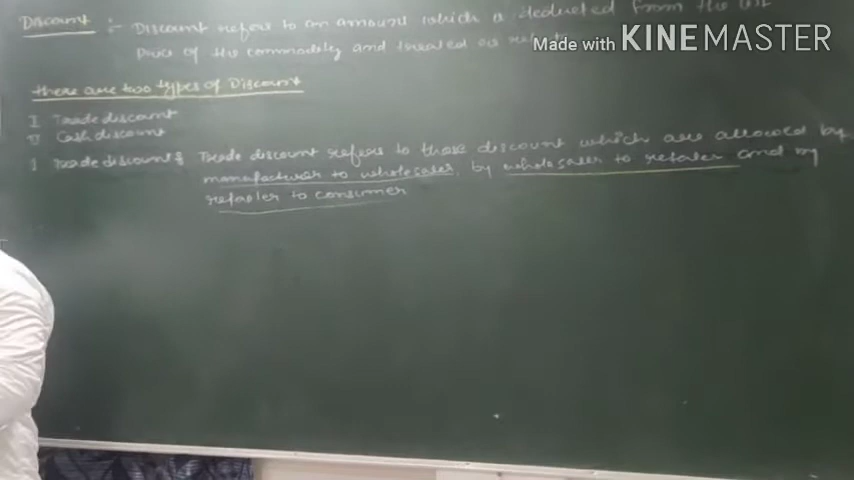 Discount :- Discount refers to an amount which is deducted from the list
price of the commodity and treated as
Made with KINEMASTER
there are two types of Discount
I Trade discount
II Cash discount
I Trade discount : Trade discount refers to those discount which are allowed by
manufacturer to wholesaler, by wholesaler to retailer and by
retailer to consumer